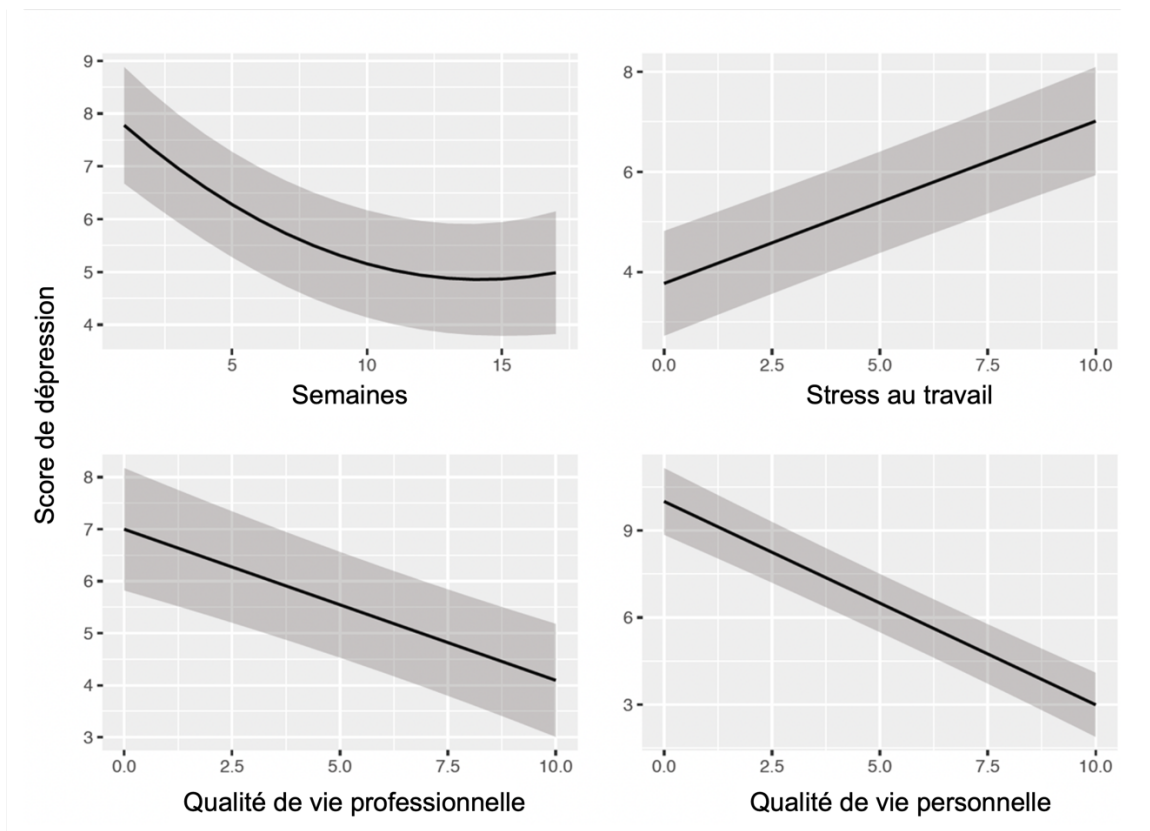 Score de dépression
9
8
7
6
5
4
5 10 15
Semaines
8
6
4
0.0 2.5 5.0 7.5 10.0
Stress au travail
8
7
6
5
4
3
0.0 2.5 5.0 7.5 10.0
Qualité de vie professionnelle
9
6
3
0.0 2.5 5.0 7.5 10.0
Qualité de vie personnelle